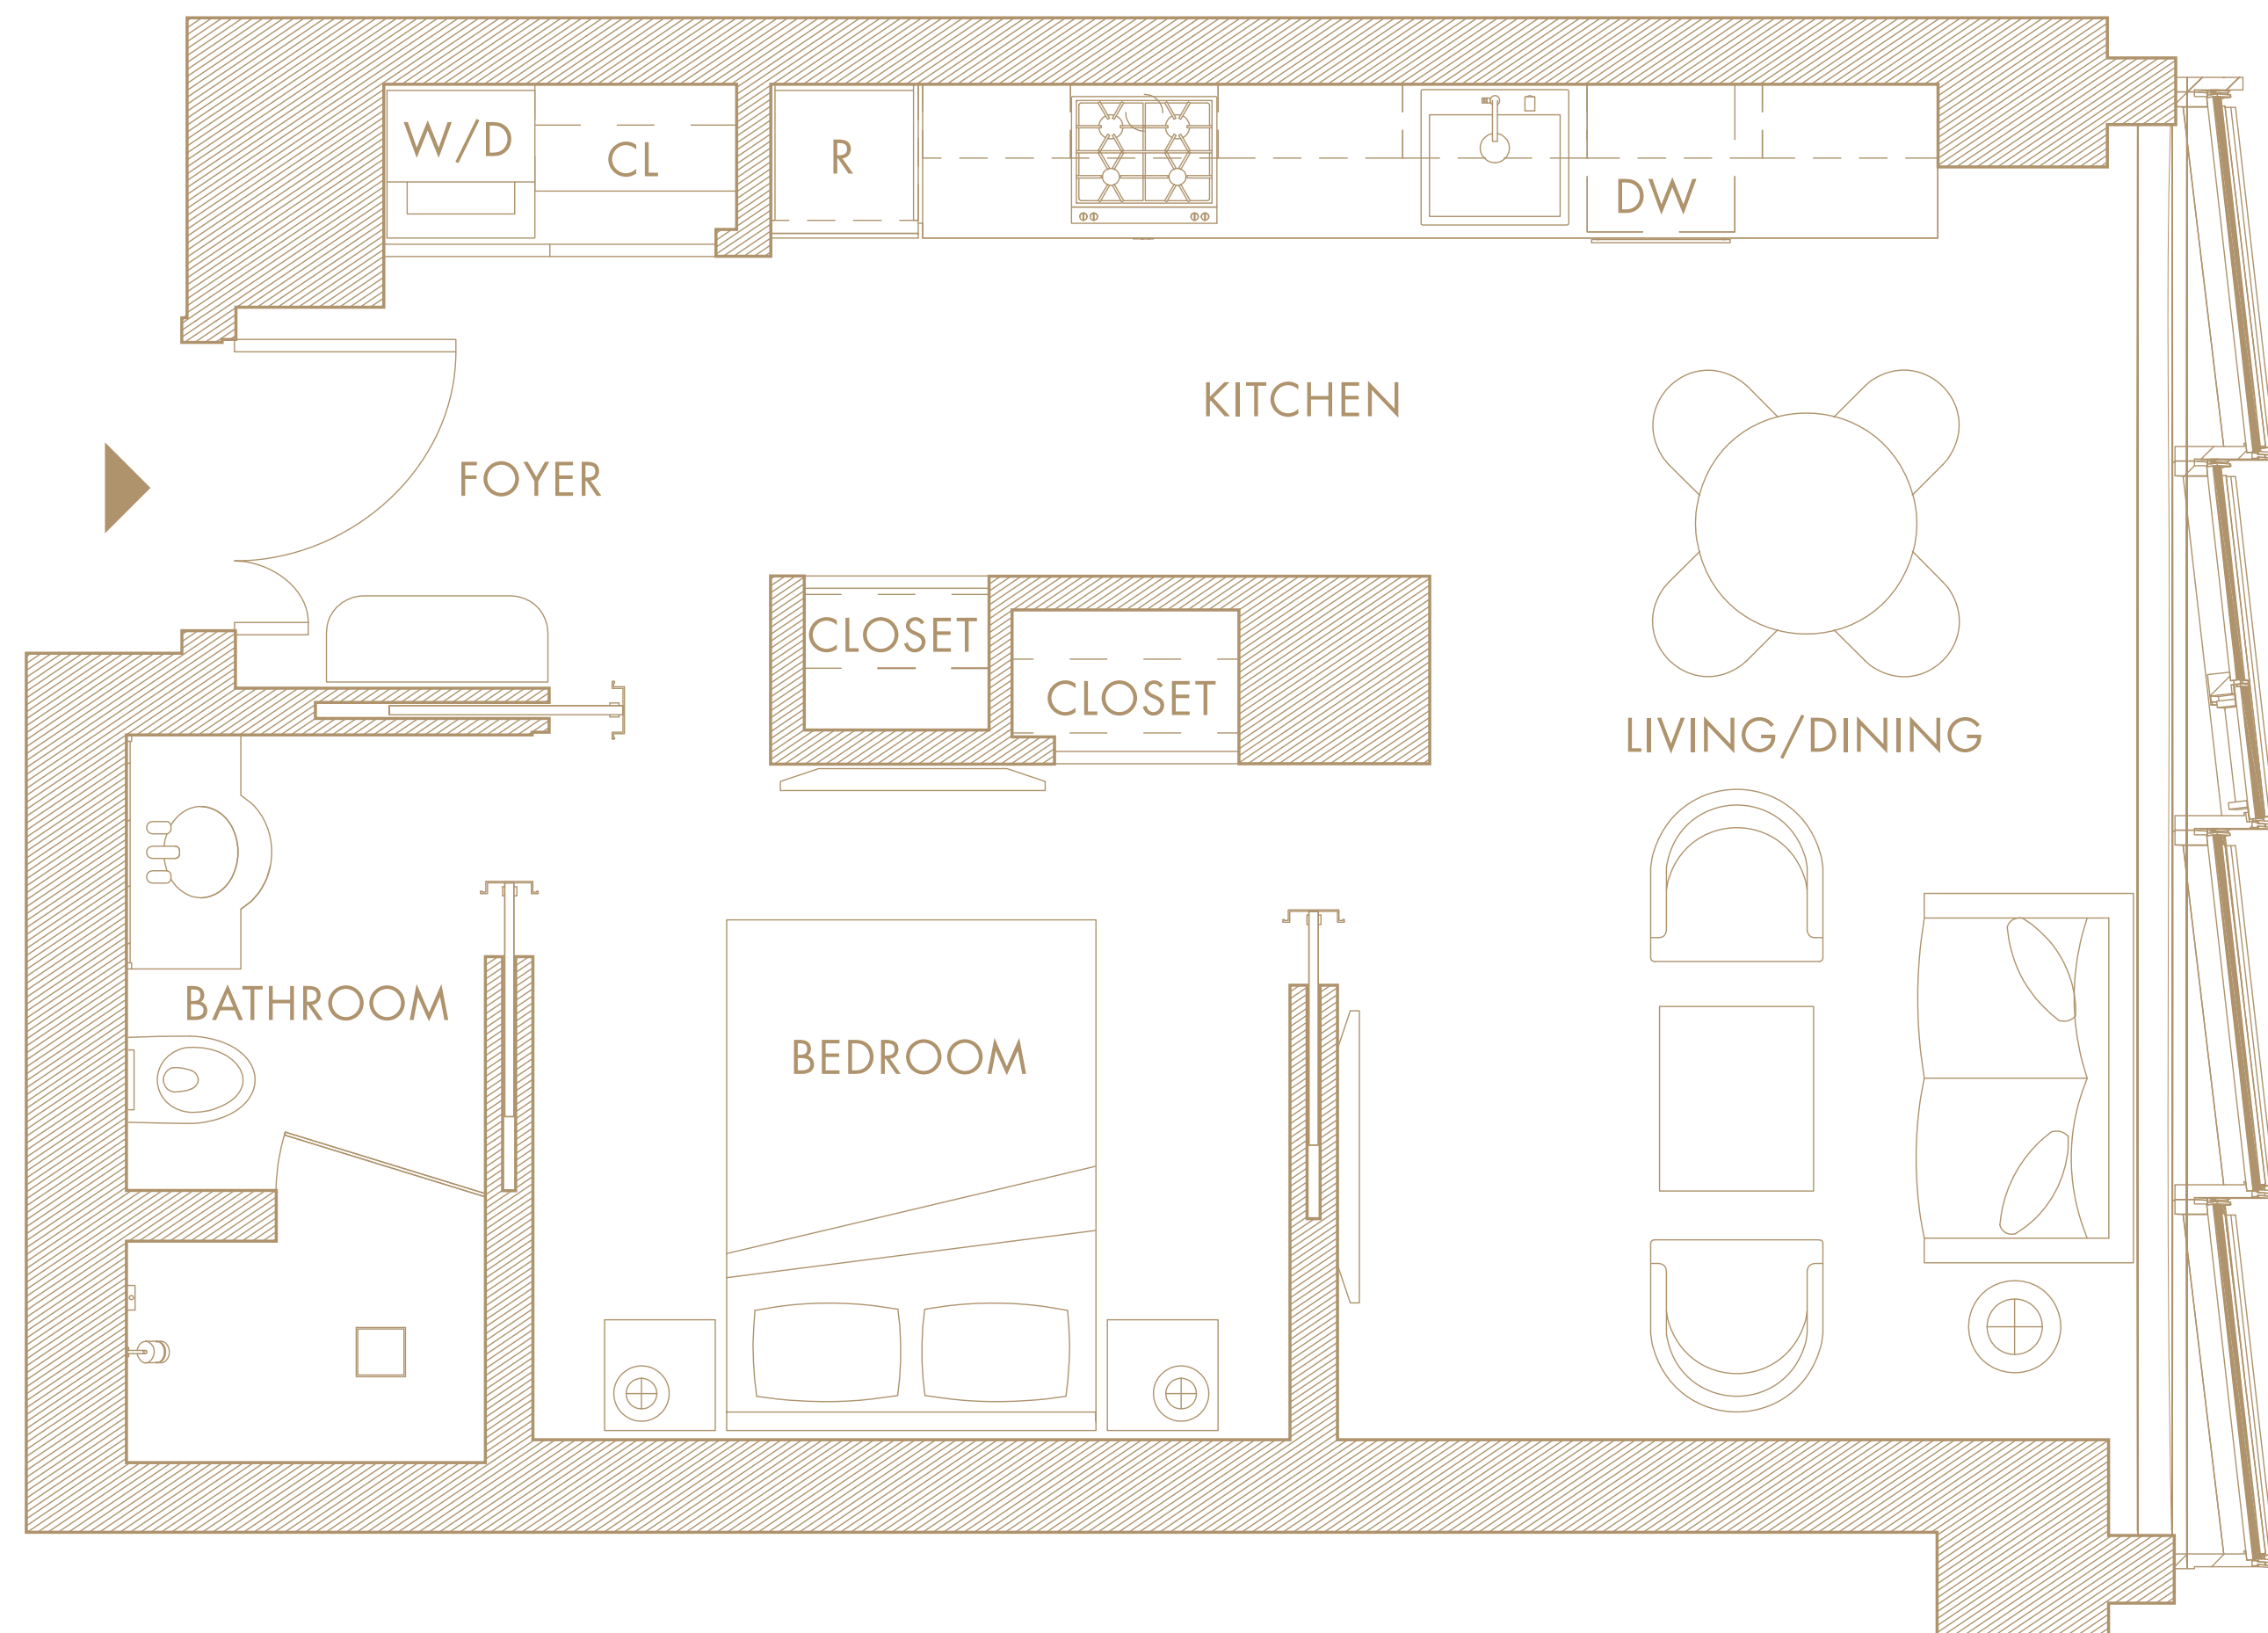 W/D
CL
R
DW
KITCHEN
FOYER
CLOSET
CLOSET
LIVING/DINING
BATHROOM
BEDROOM